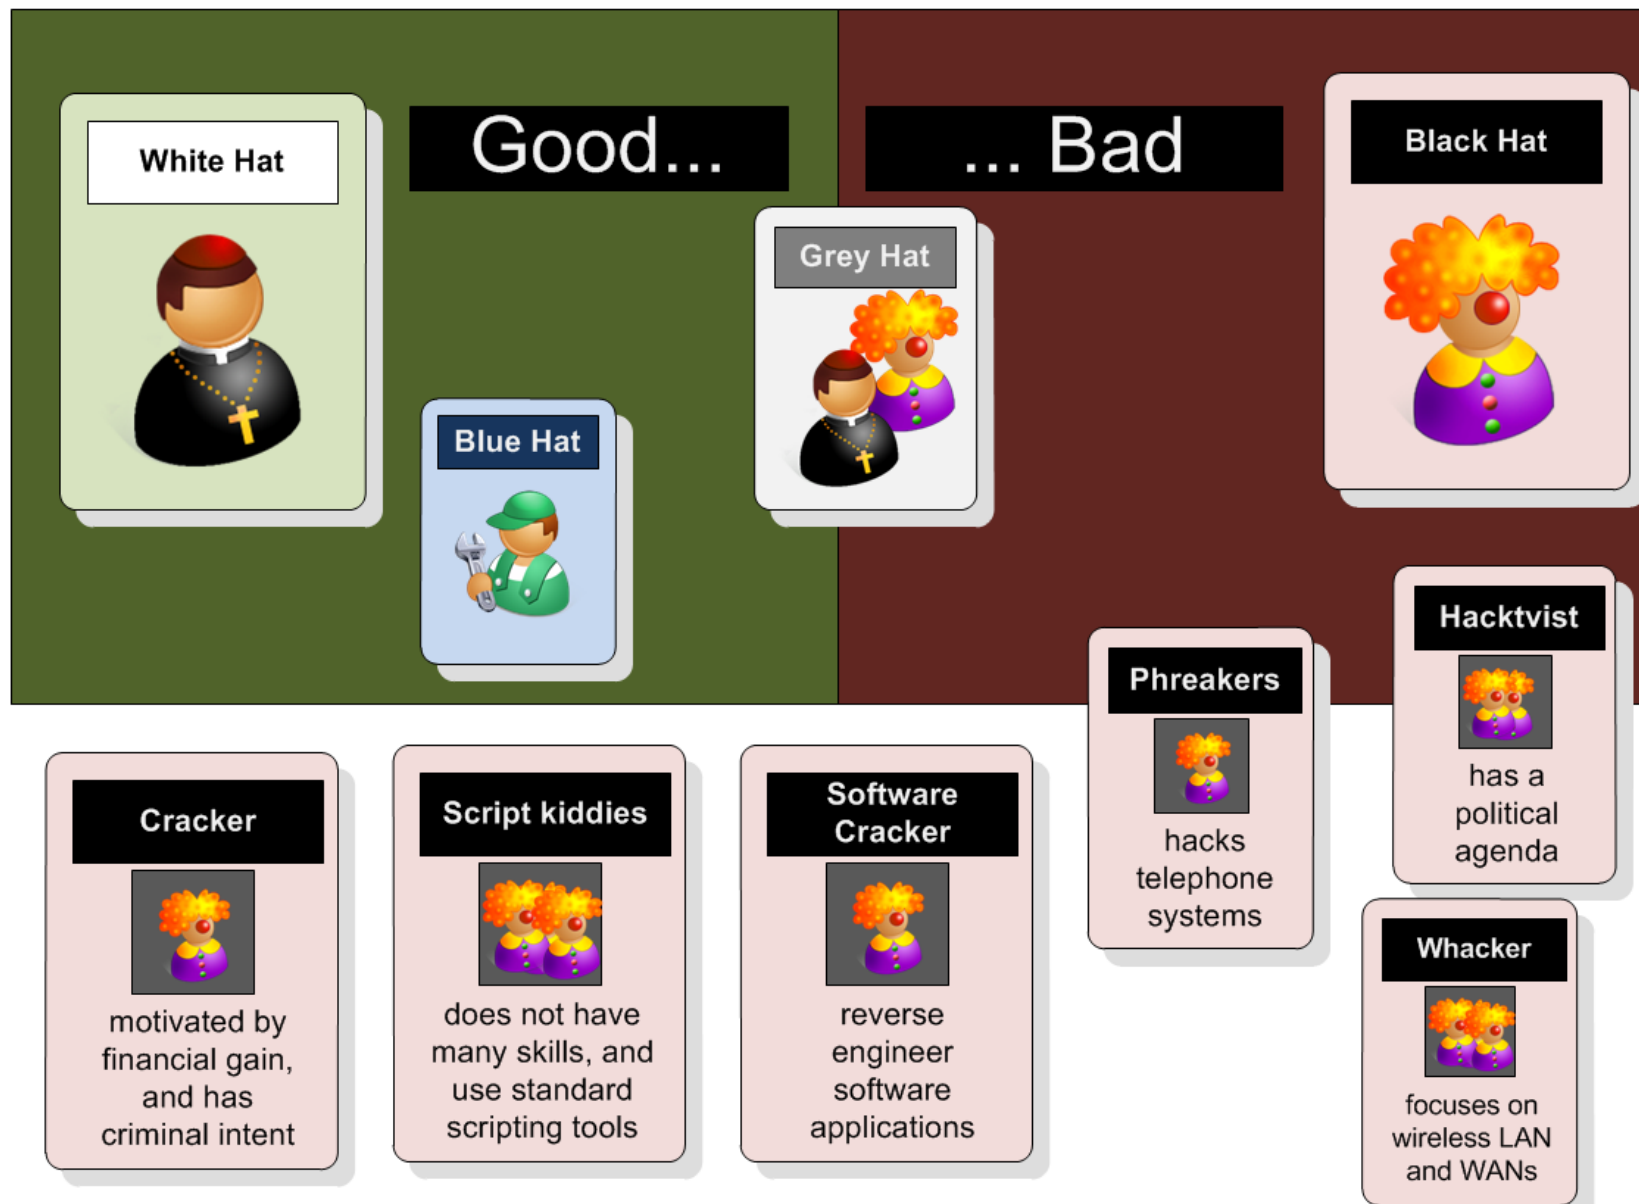 White Hat
Good...
... Bad
Black Hat
Grey Hat
Blue Hat
Hacktvist
has a
political
agenda
Phreakers
hacks
telephone
systems
Cracker
motivated by
financial gain,
and has
criminal intent
Script kiddies
does not have
many skills, and
use standard
scripting tools
Software
Cracker
reverse
engineer
software
applications
Whacker
focuses on
wireless LAN
and WANs